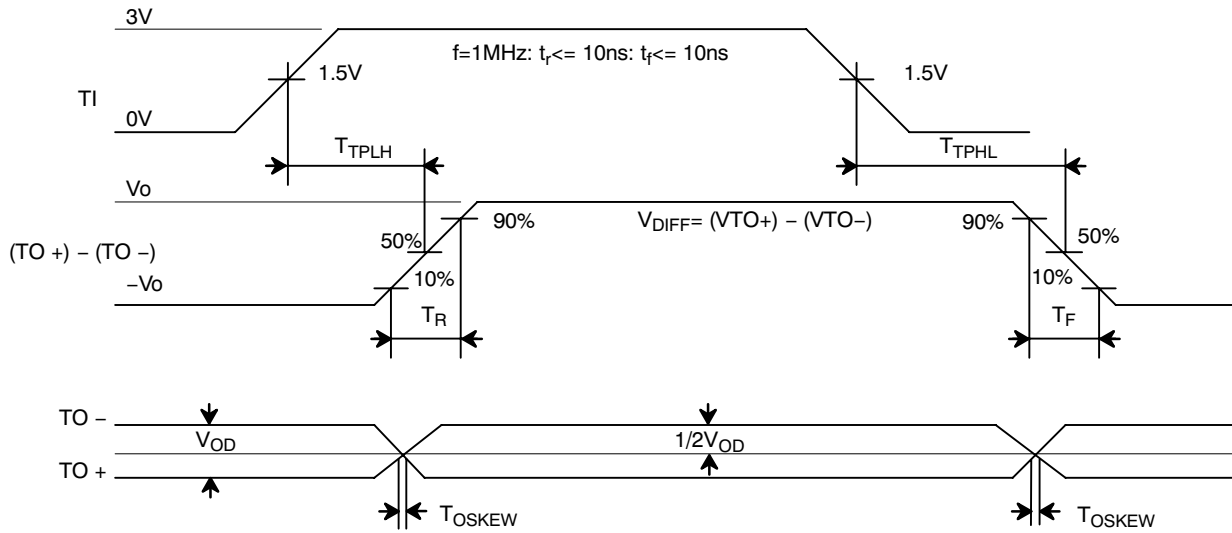 3V
f=1MHz: tr<= 10ns: tf<= 10ns
1.5V
1.5V
TI
0V
TTPLH
TTPHL
Vo
90%
VDIFF= (VTO+) − (VTO−)
90%
50%
50%
(TO +) − (TO −)
10%
10%
−Vo
TR
TF
TO −
VOD
1/2VOD
TO +
TOSKEW
TOSKEW